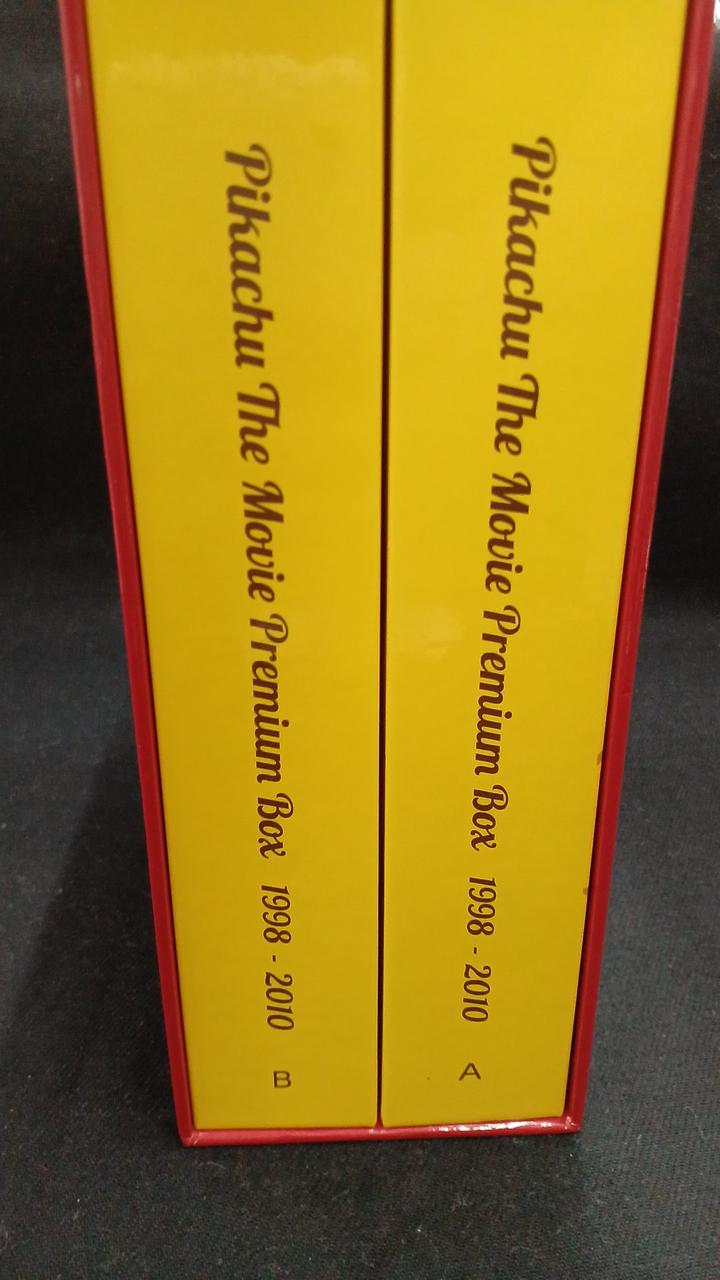 Pikachu The Movie Premium Box 1998 - 2010
B
Pikachu The Movie Premium Box 1998 - 2010
A